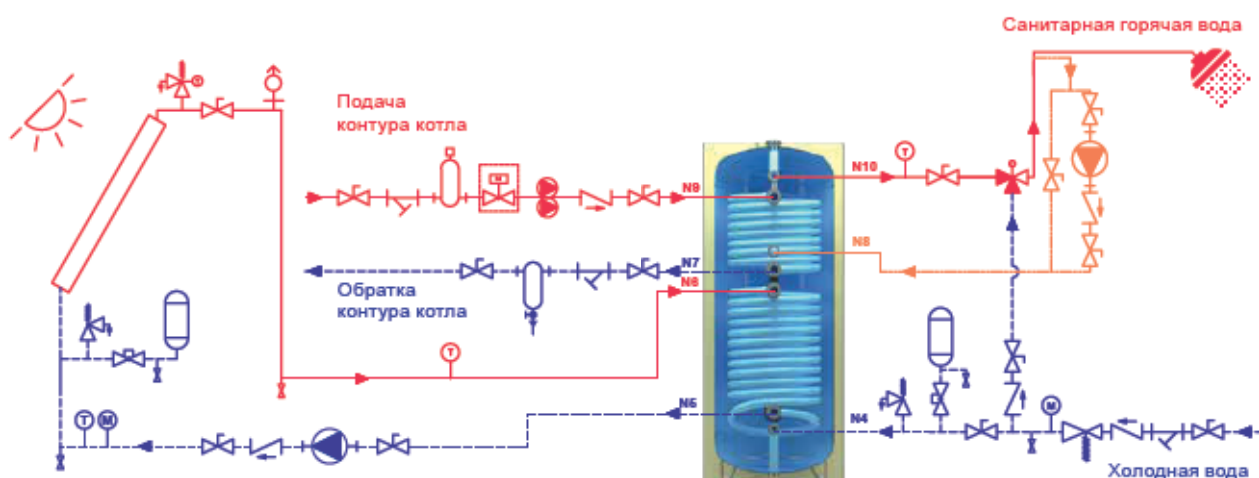 Санитарная горячая вода
T
Подача
контура котла
M
N9
N10
T
N8
N7
N6
Обратка
контура котла
T
N5
N4
M
T
M
Холодная вода